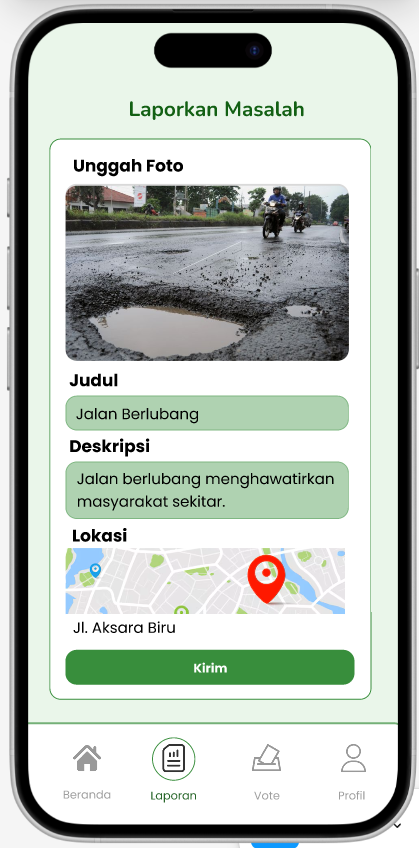 Laporkan Masalah
Unggah Foto
Judul
Jalan Berlubang
Deskripsi
Jalan berlubang menghawatirkan
masyarakat sekitar.
Lokasi
Jl. Aksara Biru
Kirim
Beranda
Laporan
Vote
Profil